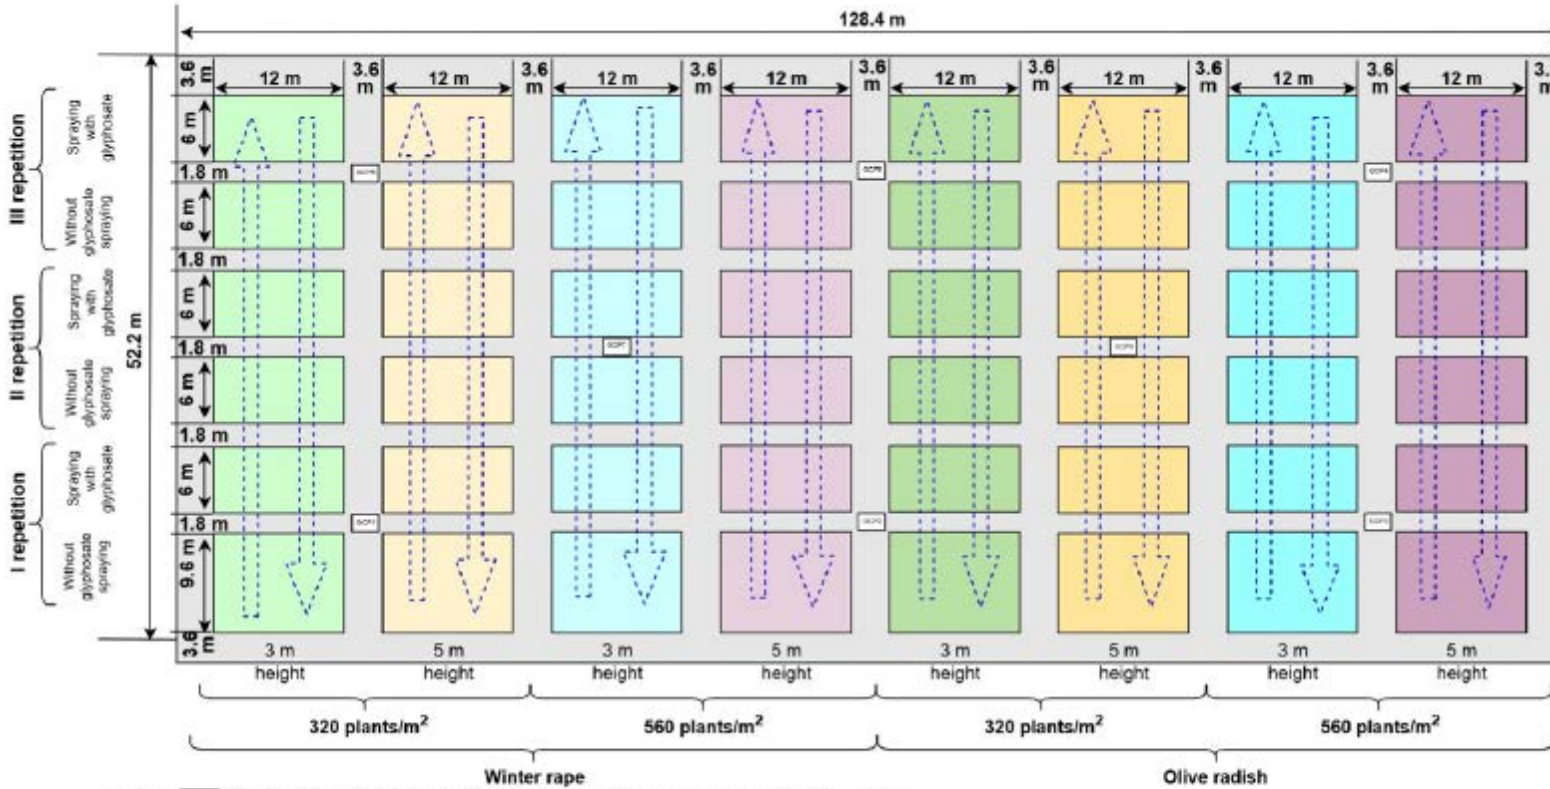 128.4 m
3.6 m
12 m
3.6 m
12 m
3.6 m
12 m
3.6 m
12 m
3.6 m
12 m
3.6 m
12 m
3.6 m
12 m
3.6 m
12 m
52.2 m
III repetition
Spraying with glyphosate
6 m
1.8 m
Without glyphosate spraying
6 m
1.8 m
II repetition
Spraying with glyphosate
6 m
1.8 m
Without glyphosate spraying
6 m
1.8 m
I repetition
Spraying with glyphosate
6 m
1.8 m
Without glyphosate spraying
9.6 m
3.6 m
3 m height
5 m height
3 m height
5 m height
3 m height
5 m height
3 m height
5 m height
320 plants/m²
560 plants/m²
320 plants/m²
560 plants/m²
Winter rape
Olive radish